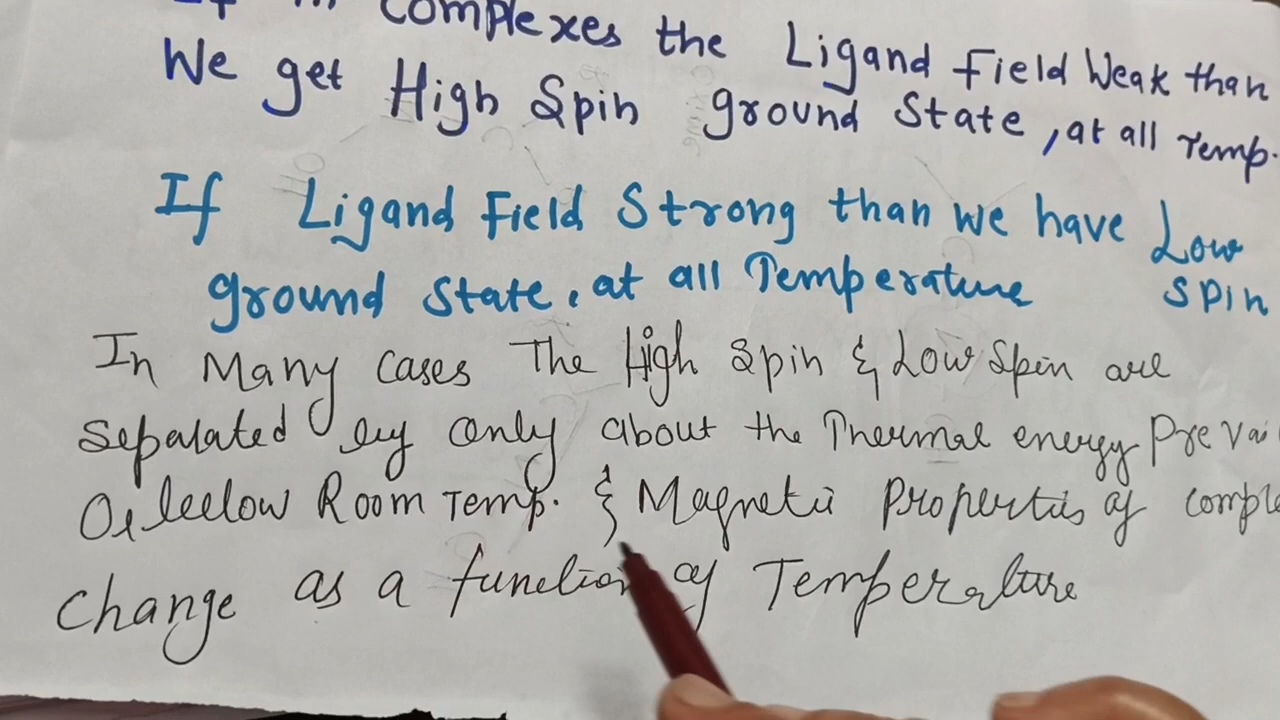 If in complexes the Ligand Field Weak than
We get High Spin ground State, at all Temp.
If Ligand Field Strong than we have Low
ground State, at all Temperature Spin
In Many Cases The High Spin & Low Spin are
Separated by only about the Thermal energy
Or below Room Temp. & Magnetic Properties of
Change as a function of Temperature